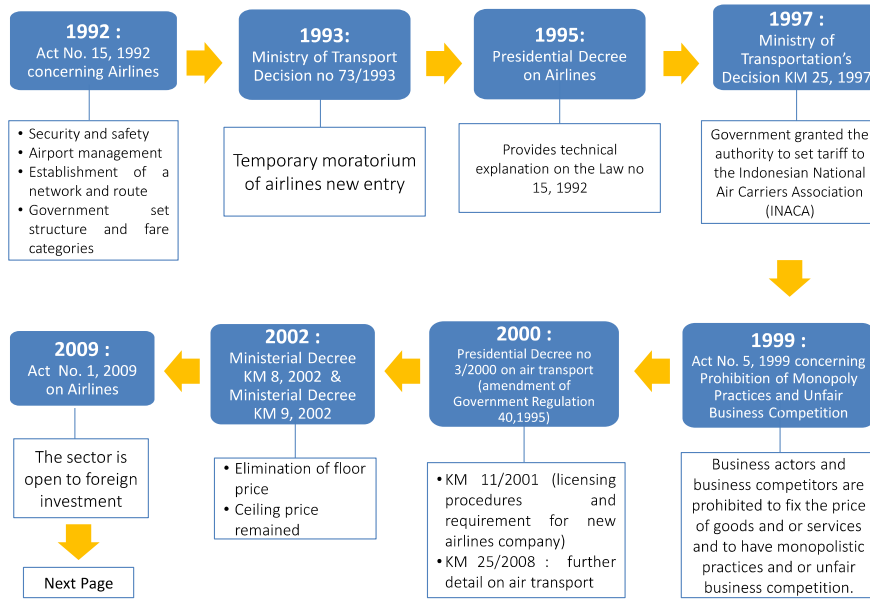 1992 :
Act No. 15, 1992
concerning Airlines
• Security and safety
• Airport management
• Establishment of a
network and route
• Government set
structure and fare
categories
1993:
Ministry of Transport
Decision no 73/1993
Temporary moratorium
of airlines new entry
1995:
Presidential Decree
on Airlines
Provides technical
explanation on the Law no
15, 1992
1997 :
Ministry of
Transportation's
Decision KM 25, 1997
Government granted the
authority to set tariff to
the Indonesian National
Air Carriers Association
(INACA)
1999 :
Act No. 5, 1999 concerning
Prohibition of Monopoly
Practices and Unfair
Business Competition
Business actors and
business competitors are
prohibited to fix the price
of goods and or services
and to have monopolistic
practices and or unfair
business competition.
2000 :
Presidential Decree no
3/2000 on air transport
(amendment of
Government Regulation
40,1995)
• KM 11/2001 (licensing
procedures and
requirement for new
airlines company)
• KM 25/2008 : further
detail on air transport
2002 :
Ministerial Decree
KM 8, 2002 &
Ministerial Decree
KM 9, 2002
• Elimination of floor
price
• Ceiling price
remained
2009 :
Act No. 1, 2009
on Airlines
The sector is
open to foreign
investment
Next Page